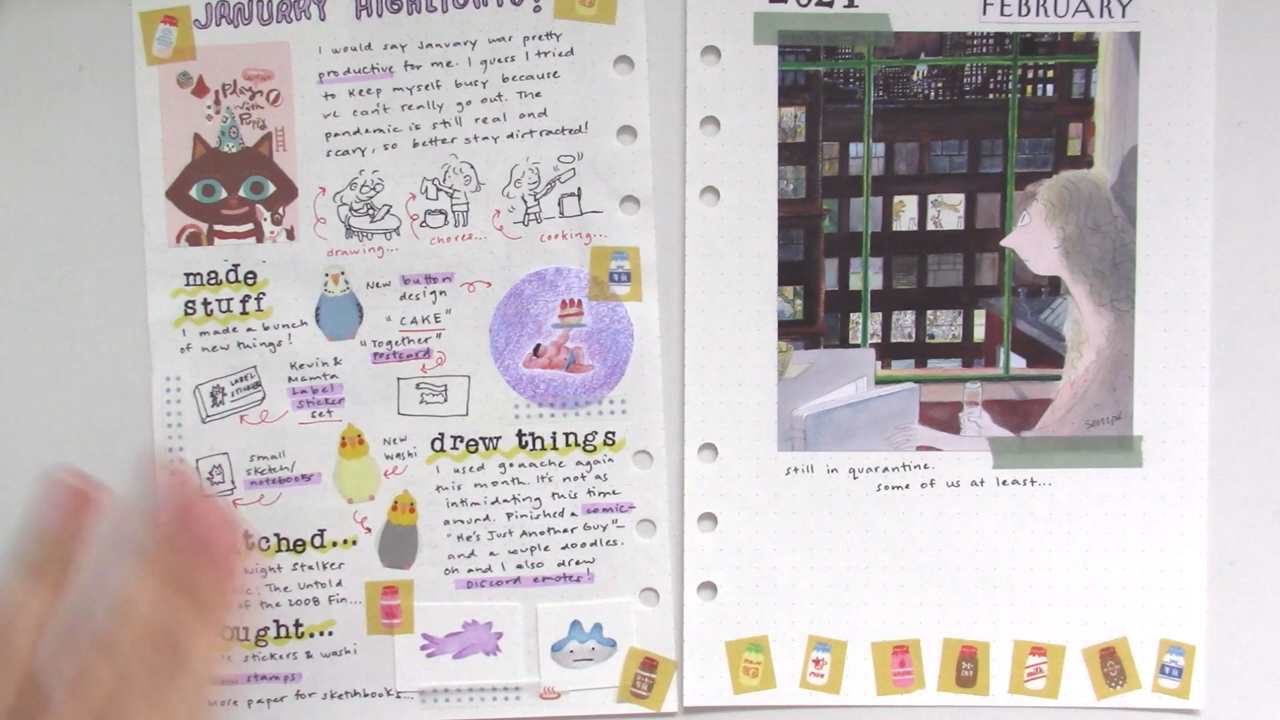 JANUARY HIGHLIGHTS!
I would say January was pretty
productive for me. I guess I tried
to keep myself busy because
we can't really go out. The
pandemic is still real and
scary, so better stay distracted!
Play
with
Puppy
drawing...
chores...
cooking...
made
stuff
I made a bunch
of new things!
New button
design
"CAKE"
"Together"
Postcard
Kevin &
Mamta
Label
sticker
set
LABEL
STICKER
small
sketch/
notebooks
New
washi
drew things
I used gouache again
this month. It's not as
intimidating this time
around. Finished a comic-
"He's Just Another Guy"-
and a couple doodles.
Oh and I also drew
Discord emotes!
tched...
Night Stalker
: The Untold
of the 2008 Fin...
ought...
stickers & washi
stamps
more paper for sketchbooks...
2021
FEBRUARY
Sempé
still in quarantine.
some of us at least...
milk